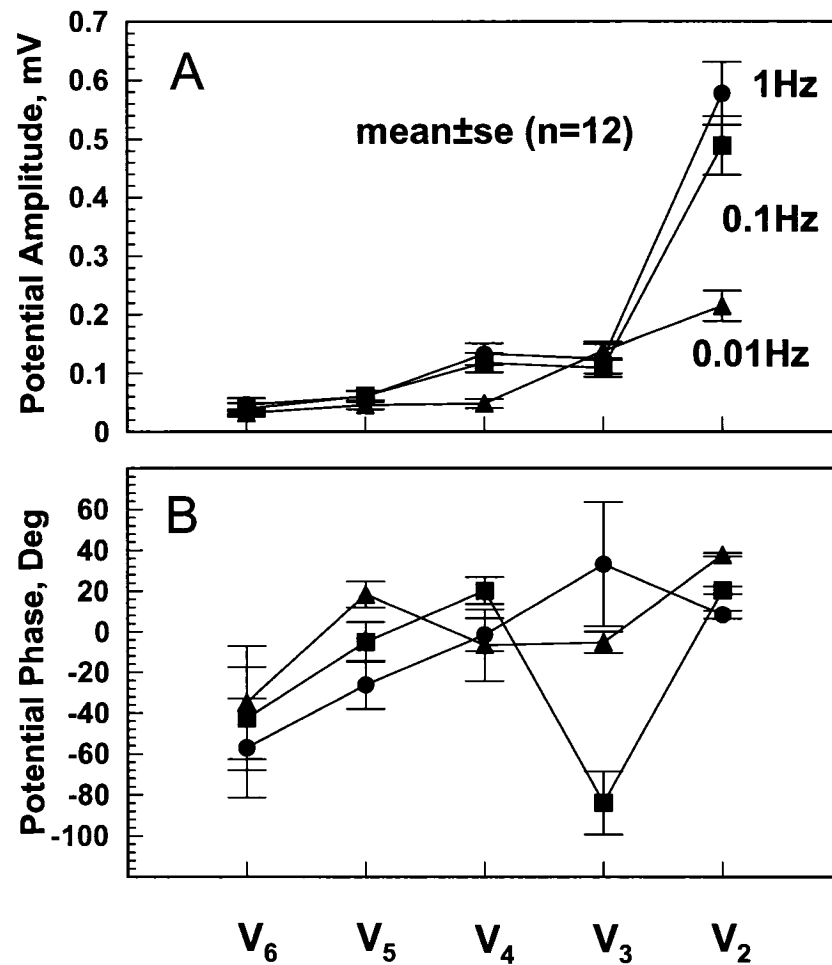 Potential Amplitude, mV
0.7
0.6
0.5
0.4
0.3
0.2
0.1
0
A
mean±se (n=12)
1Hz
0.1Hz
0.01Hz
Potential Phase, Deg
60
40
20
0
-20
-40
-60
-80
-100
B
V6 V5 V4 V3 V2